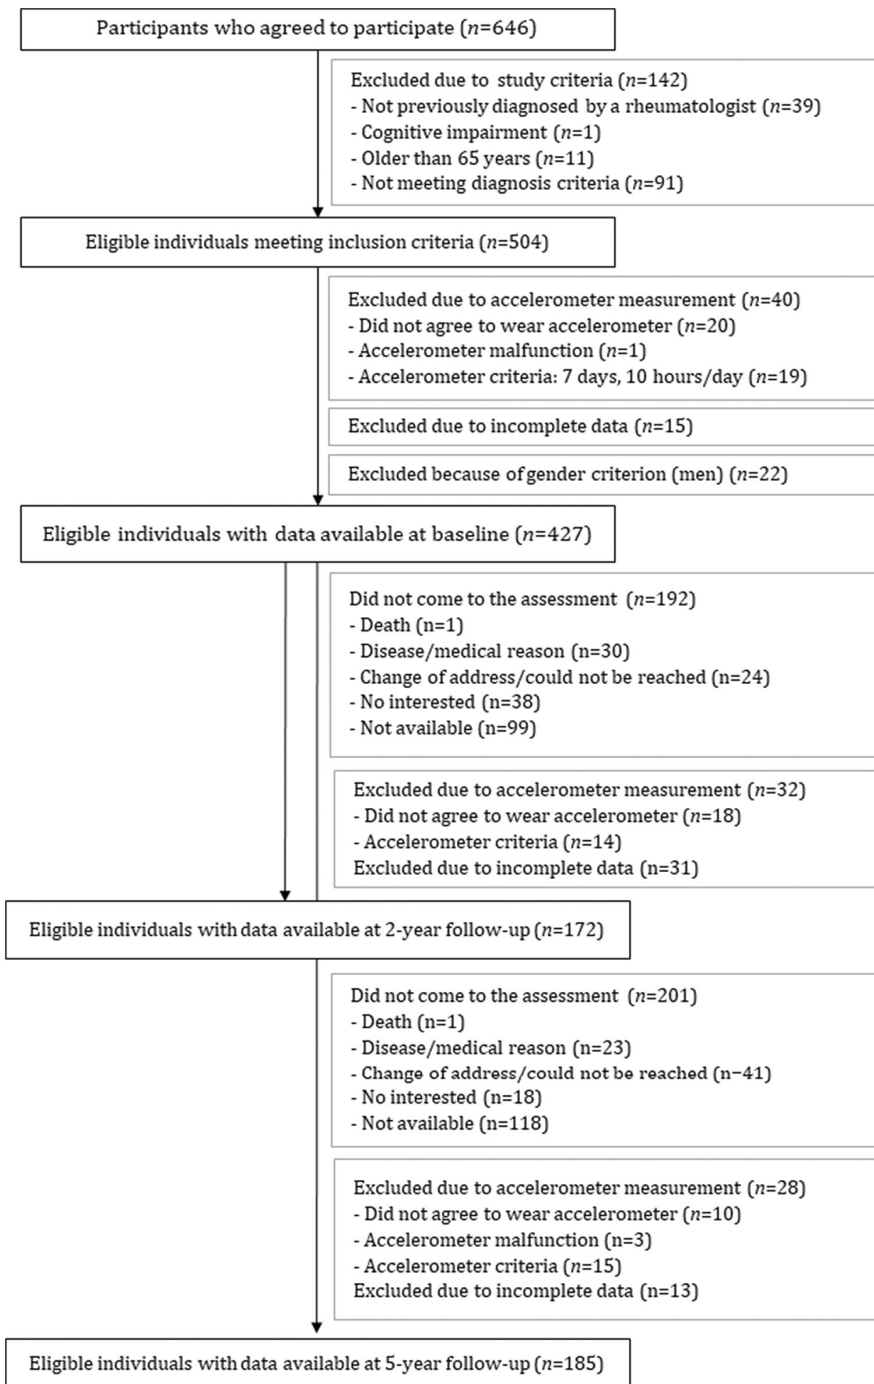 Participants who agreed to participate (n=646)
Excluded due to study criteria (n=142)
- Not previously diagnosed by a rheumatologist (n=39)
- Cognitive impairment (n=1)
- Older than 65 years (n=11)
- Not meeting diagnosis criteria (n=91)
Eligible individuals meeting inclusion criteria (n=504)
Excluded due to accelerometer measurement (n=40)
- Did not agree to wear accelerometer (n=20)
- Accelerometer malfunction (n=1)
- Accelerometer criteria: 7 days, 10 hours/day (n=19)
Excluded due to incomplete data (n=15)
Excluded because of gender criterion (men) (n=22)
Eligible individuals with data available at baseline (n=427)
Did not come to the assessment (n=192)
- Death (n=1)
- Disease/medical reason (n=30)
- Change of address/could not be reached (n=24)
- No interested (n=38)
- Not available (n=99)
Excluded due to accelerometer measurement (n=32)
- Did not agree to wear accelerometer (n=18)
- Accelerometer criteria (n=14)
Excluded due to incomplete data (n=31)
Eligible individuals with data available at 2-year follow-up (n=172)
Did not come to the assessment (n=201)
- Death (n=1)
- Disease/medical reason (n=23)
- Change of address/could not be reached (n=41)
- No interested (n=18)
- Not available (n=118)
Excluded due to accelerometer measurement (n=28)
- Did not agree to wear accelerometer (n=10)
- Accelerometer malfunction (n=3)
- Accelerometer criteria (n=15)
Excluded due to incomplete data (n=13)
Eligible individuals with data available at 5-year follow-up (n=185)